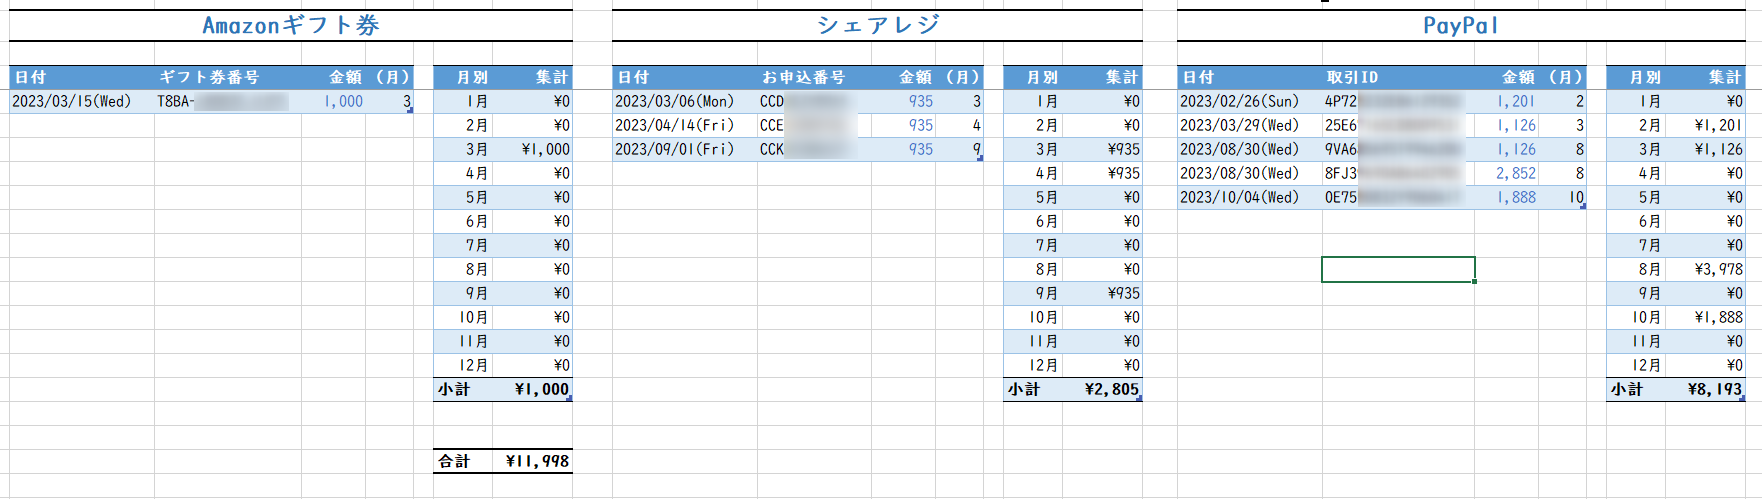 Amazonギフト券 シェアレジ PayPal
日付 ギフト券番号 金額 (月) 月別 集計 日付 お申込番号 金額 (月) 月別 集計 日付 取引ID 金額 (月) 月別 集計
2023/03/15(Wed) T8BA- 1,000 3 1月 ¥0 2023/03/06(Mon) CCD 935 3 1月 ¥0 2023/02/26(Sun) 4P72 1,201 2 1月 ¥0
2月 ¥0 2023/04/14(Fri) CCE 935 4 2月 ¥0 2023/03/29(Wed) 25E6 1,126 3 2月 ¥1,201
3月 ¥1,000 2023/09/01(Fri) CCK 935 9 3月 ¥935 2023/08/30(Wed) 9VA6 1,126 8 3月 ¥1,126
4月 ¥0 4月 ¥935 2023/08/30(Wed) 8FJ3 2,852 8 4月 ¥0
5月 ¥0 5月 ¥0 2023/10/04(Wed) 0E75 1,888 10 5月 ¥0
6月 ¥0 6月 ¥0 6月 ¥0
7月 ¥0 7月 ¥0 7月 ¥0
8月 ¥0 8月 ¥0 8月 ¥3,978
9月 ¥0 9月 ¥935 9月 ¥0
10月 ¥0 10月 ¥0 10月 ¥1,888
11月 ¥0 11月 ¥0 11月 ¥0
12月 ¥0 12月 ¥0 12月 ¥0
小計 ¥1,000 小計 ¥2,805 小計 ¥8,193
合計 ¥11,998